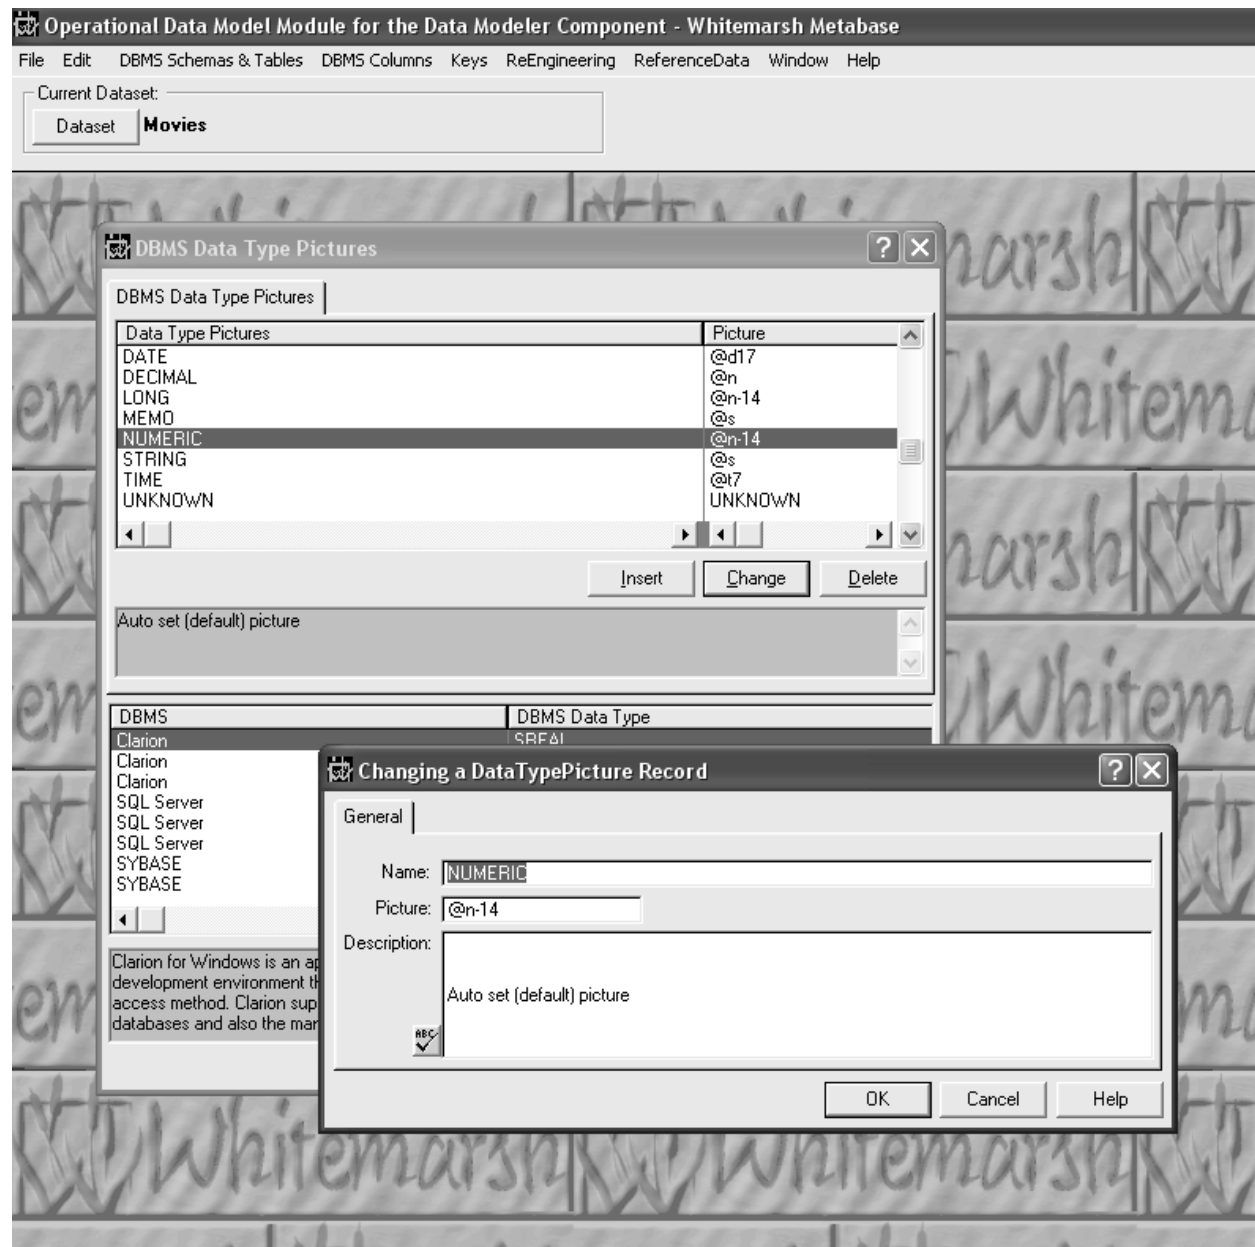 Operational Data Model Module for the Data Modeler Component - Whitemarsh Metabase
File Edit DBMS Schemas & Tables DBMS Columns Keys ReEngineering ReferenceData Window Help
Current Dataset:
Dataset Movies
DBMS Data Type Pictures
DBMS Data Type Pictures
Data Type Pictures Picture
DATE @d17
DECIMAL @n
LONG @n-14
MEMO @s
NUMERIC @n-14
STRING @s
TIME @t7
UNKNOWN UNKNOWN
Insert Change Delete
Auto set (default) picture
DBMS DBMS Data Type
Clarion SREAL
Clarion
Clarion
SQL Server
SQL Server
SQL Server
SYBASE
SYBASE
Clarion for Windows is an
development environment
access method. Clarion
databases and also the
Changing a DataTypePicture Record
General
Name: NUMERIC
Picture: @n-14
Description:
Auto set (default) picture
ABC
OK Cancel Help
Whitemarsh